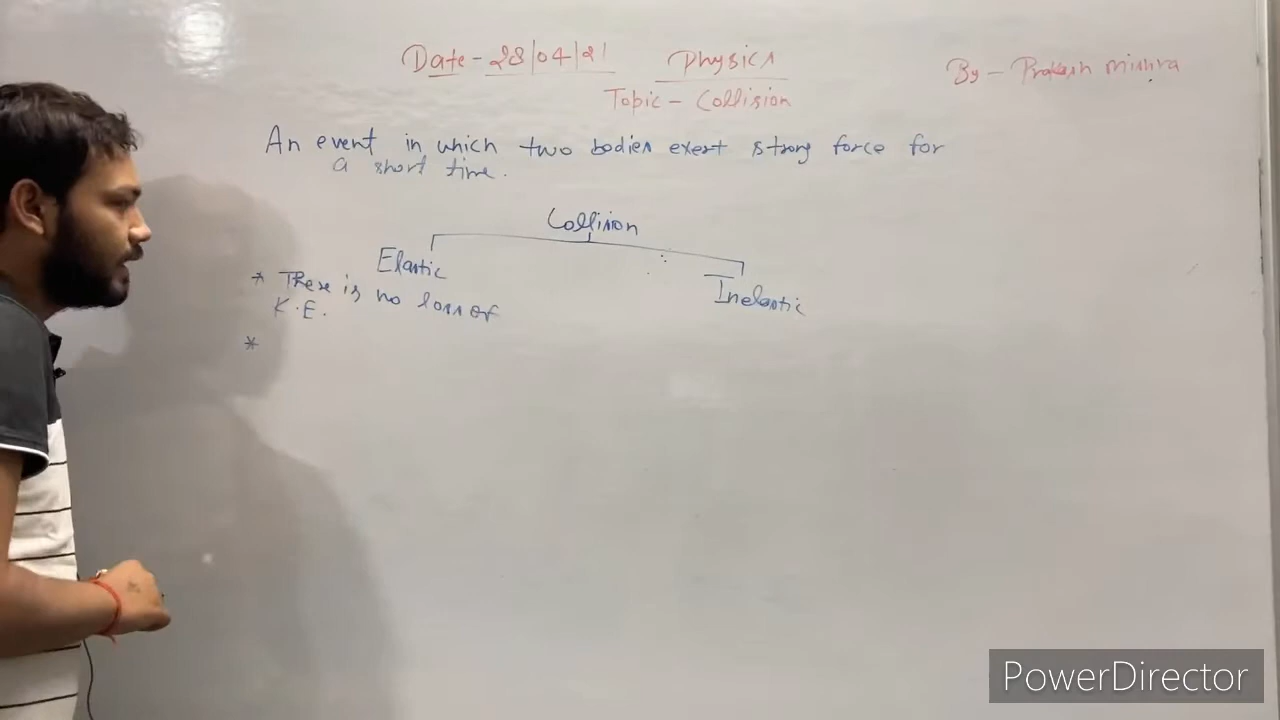 Date - 28/04/21 Physics By - Prakash Mishra
Topic - Collision
An event in which two bodies exert strong force for
a short time.
Collision
Elastic
Inelastic
* There is no loss of
K.E.
*
PowerDirector